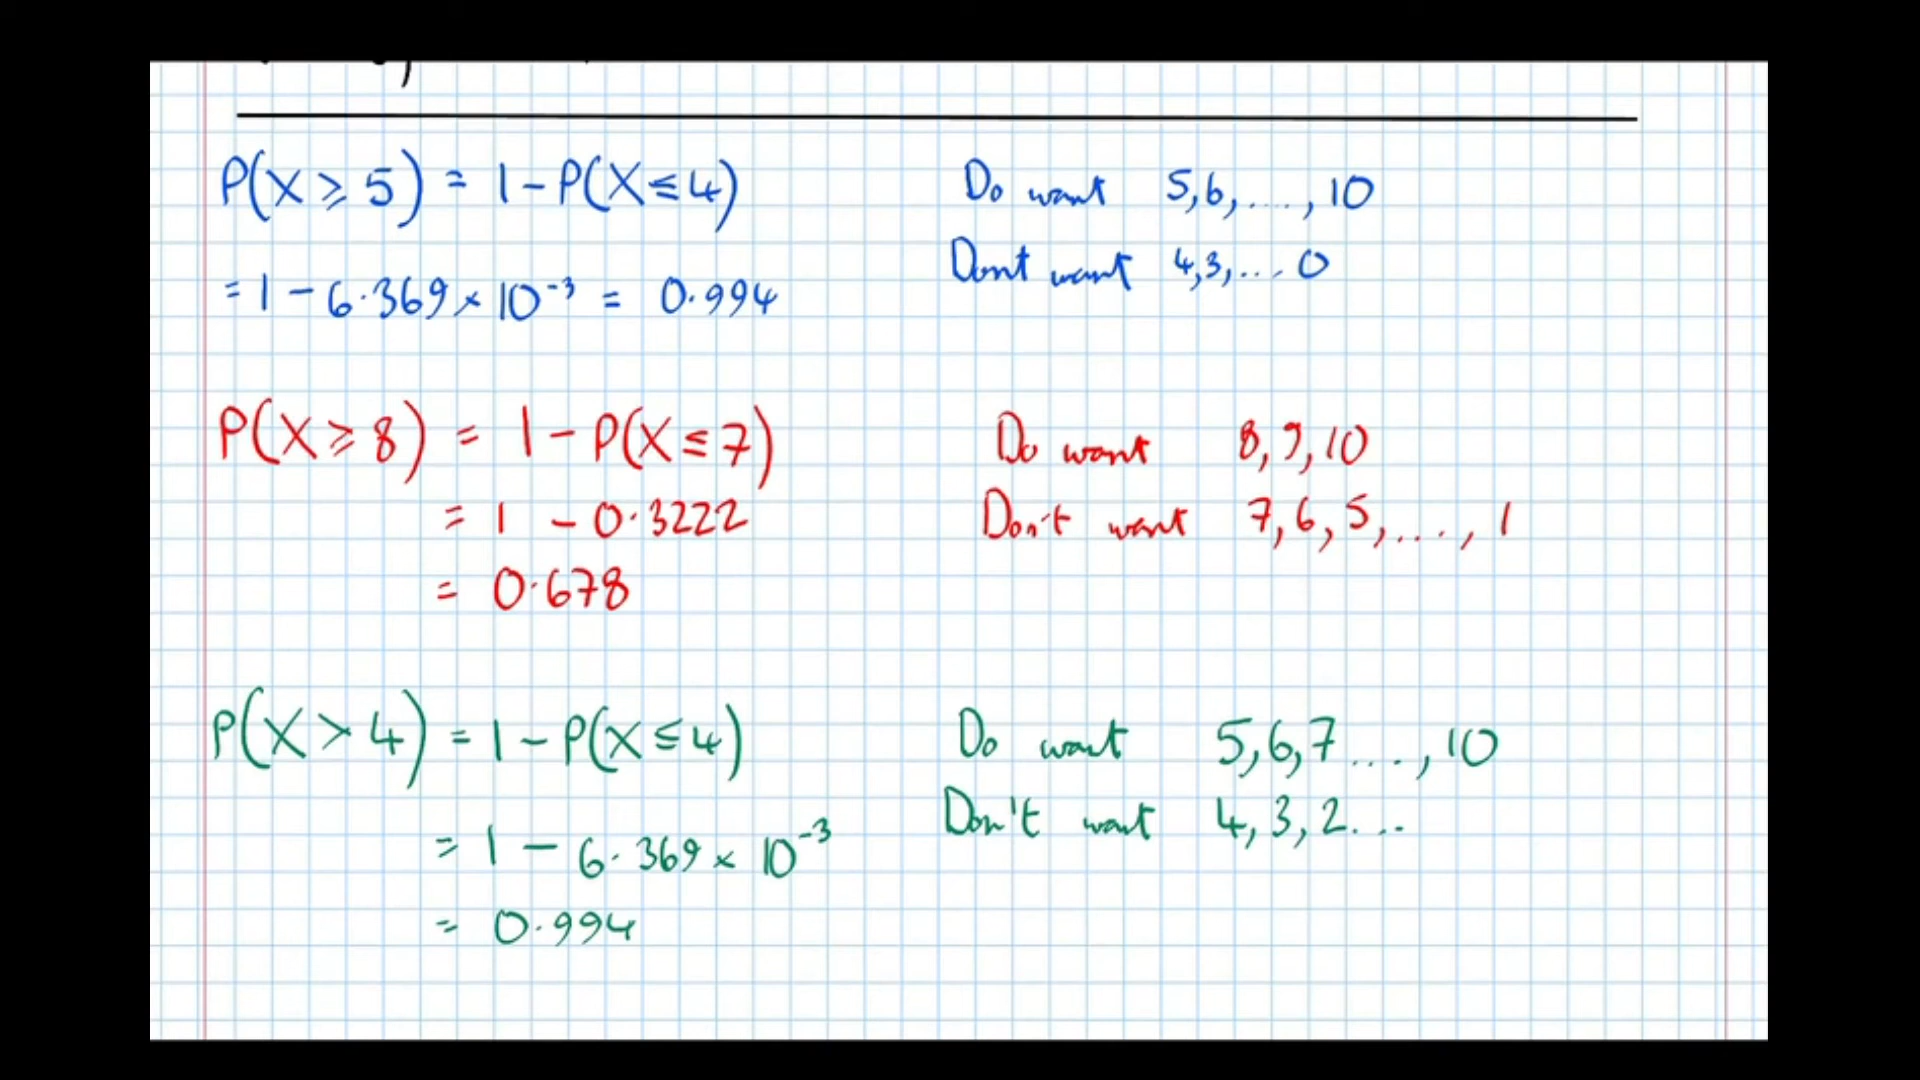 P(X ⩾ 5) = 1 - P(X ≤ 4)
Do want 5,6,...,10
Dont want 4,3,... 0
= 1 - 6.369 × 10⁻³ = 0.994
P(X ⩾ 8) = 1 - P(X ≤ 7)
Do want 8,9,10
= 1 - 0.3222
Don't want 7,6,5,....,1
= 0.678
P(X > 4) = 1 - P(X ≤ 4)
Do want 5,6,7....,10
Don't want 4,3,2...
= 1 - 6.369 × 10⁻³
= 0.994